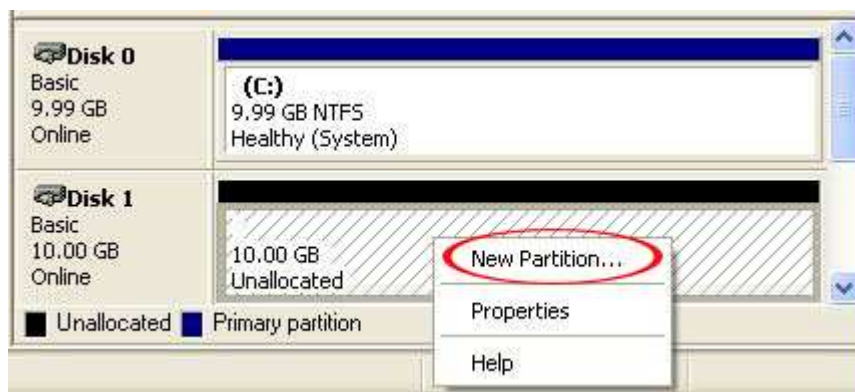 Disk 0
Basic
9.99 GB
Online
(C:)
9.99 GB NTFS
Healthy (System)
Disk 1
Basic
10.00 GB
Online
10.00 GB
Unallocated
New Partition...
Properties
Help
Unallocated Primary partition